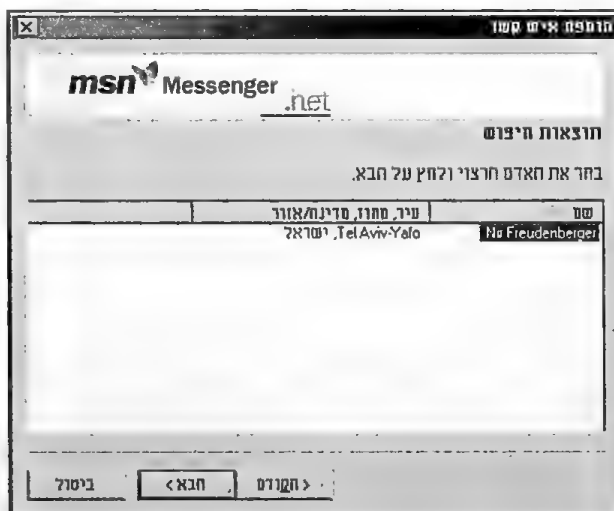 הוספת איש קשר
msn Messenger
.net
תוצאות חיפוש
בחר את האדם הרצוי ולחץ על הבא.
שם עיר, מחוז, מדינה/אזור
Freudenberger Tel Aviv-Yafo, ישראל
< הקודם הבא > ביטול